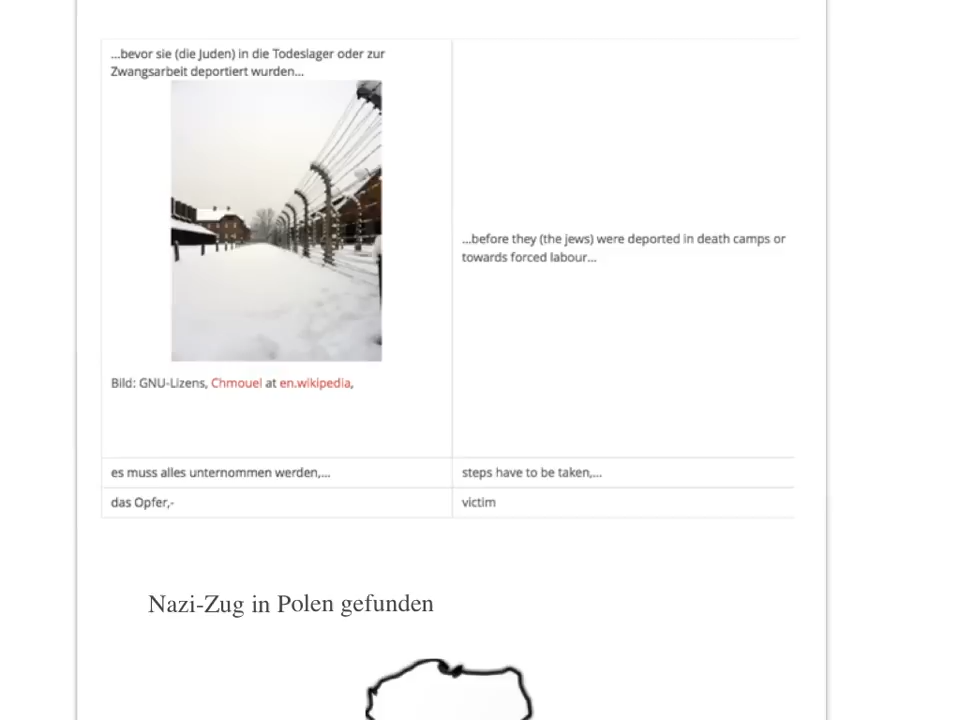 ...bevor sie (die Juden) in die Todeslager oder zur
Zwangsarbeit deportiert wurden...
...before they (the jews) were deported in death camps or
towards forced labour...
Bild: GNU-Lizens, Chmouel at en.wikipedia,
es muss alles unternommen werden,...
steps have to be taken,...
das Opfer,-
victim
Nazi-Zug in Polen gefunden